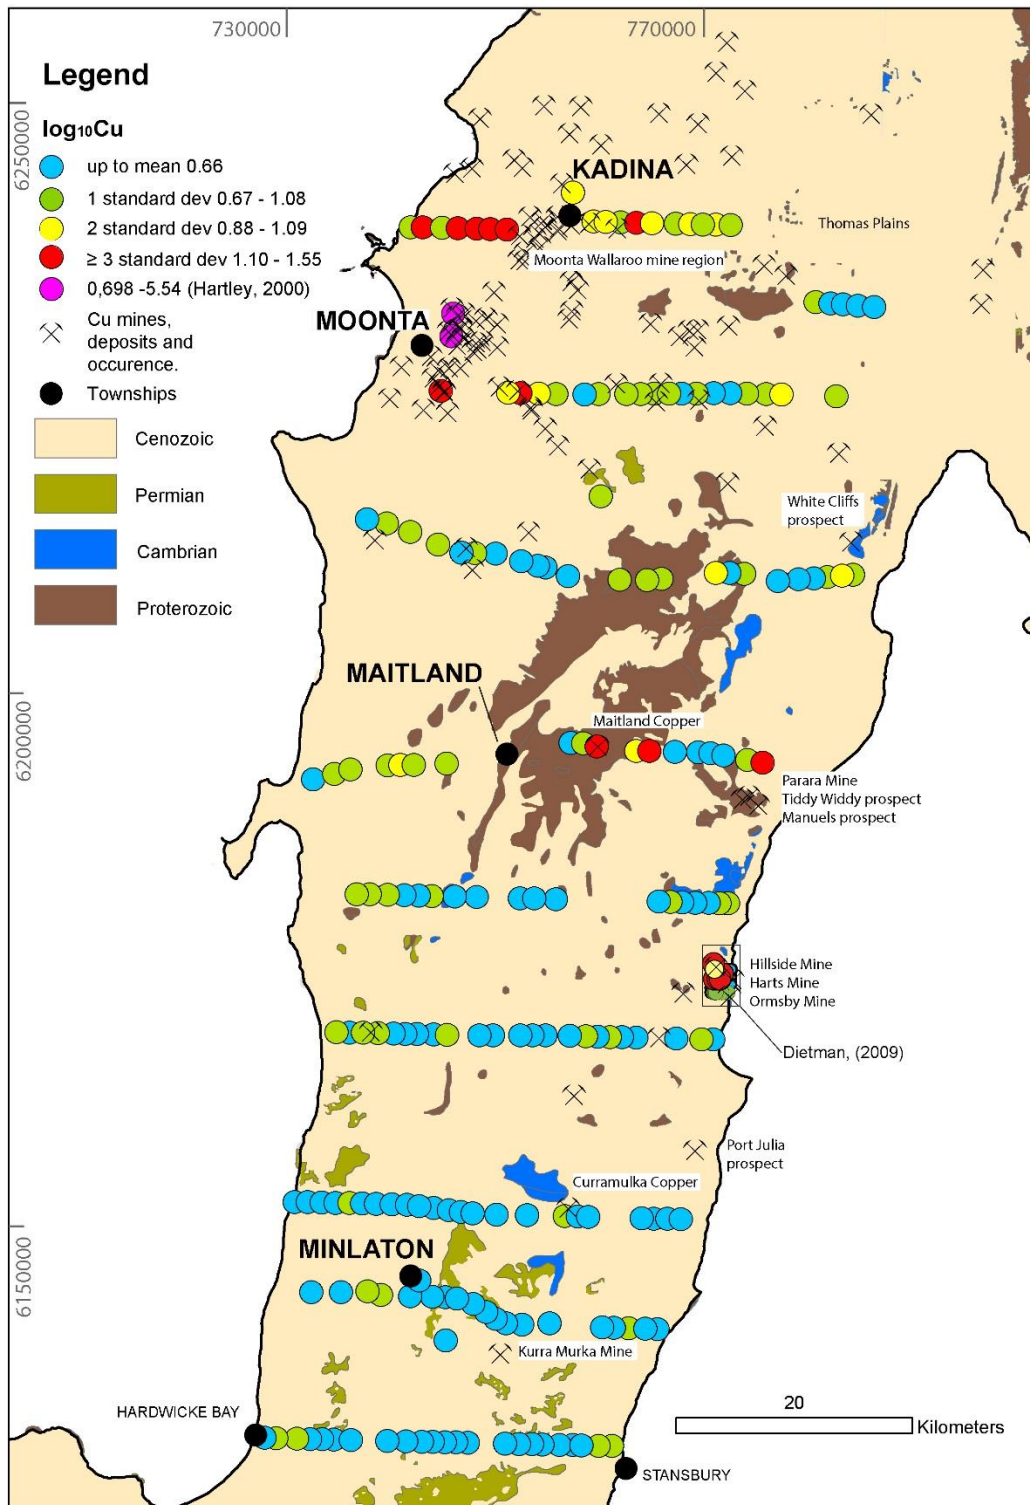 730000
770000
Legend
log₁₀Cu
up to mean 0.66
1 standard dev 0.67 - 1.08
2 standard dev 0.88 - 1.09
≥ 3 standard dev 1.10 - 1.55
0,698 -5.54 (Hartley, 2000)
Cu mines,
deposits and
occurence.
Townships
Cenozoic
Permian
Cambrian
Proterozoic
6250000
KADINA
Thomas Plains
Moonta Wallaroo mine region
MOONTA
White Cliffs
prospect
MAITLAND
6200000
Maitland Copper
Parara Mine
Tiddy Widdy prospect
Manuels prospect
Hillside Mine
Harts Mine
Ormsby Mine
Dietman, (2009)
Port Julia
prospect
Curramulka Copper
6150000
MINLATON
Kurra Murka Mine
20
Kilometers
HARDWICKE BAY
STANSBURY